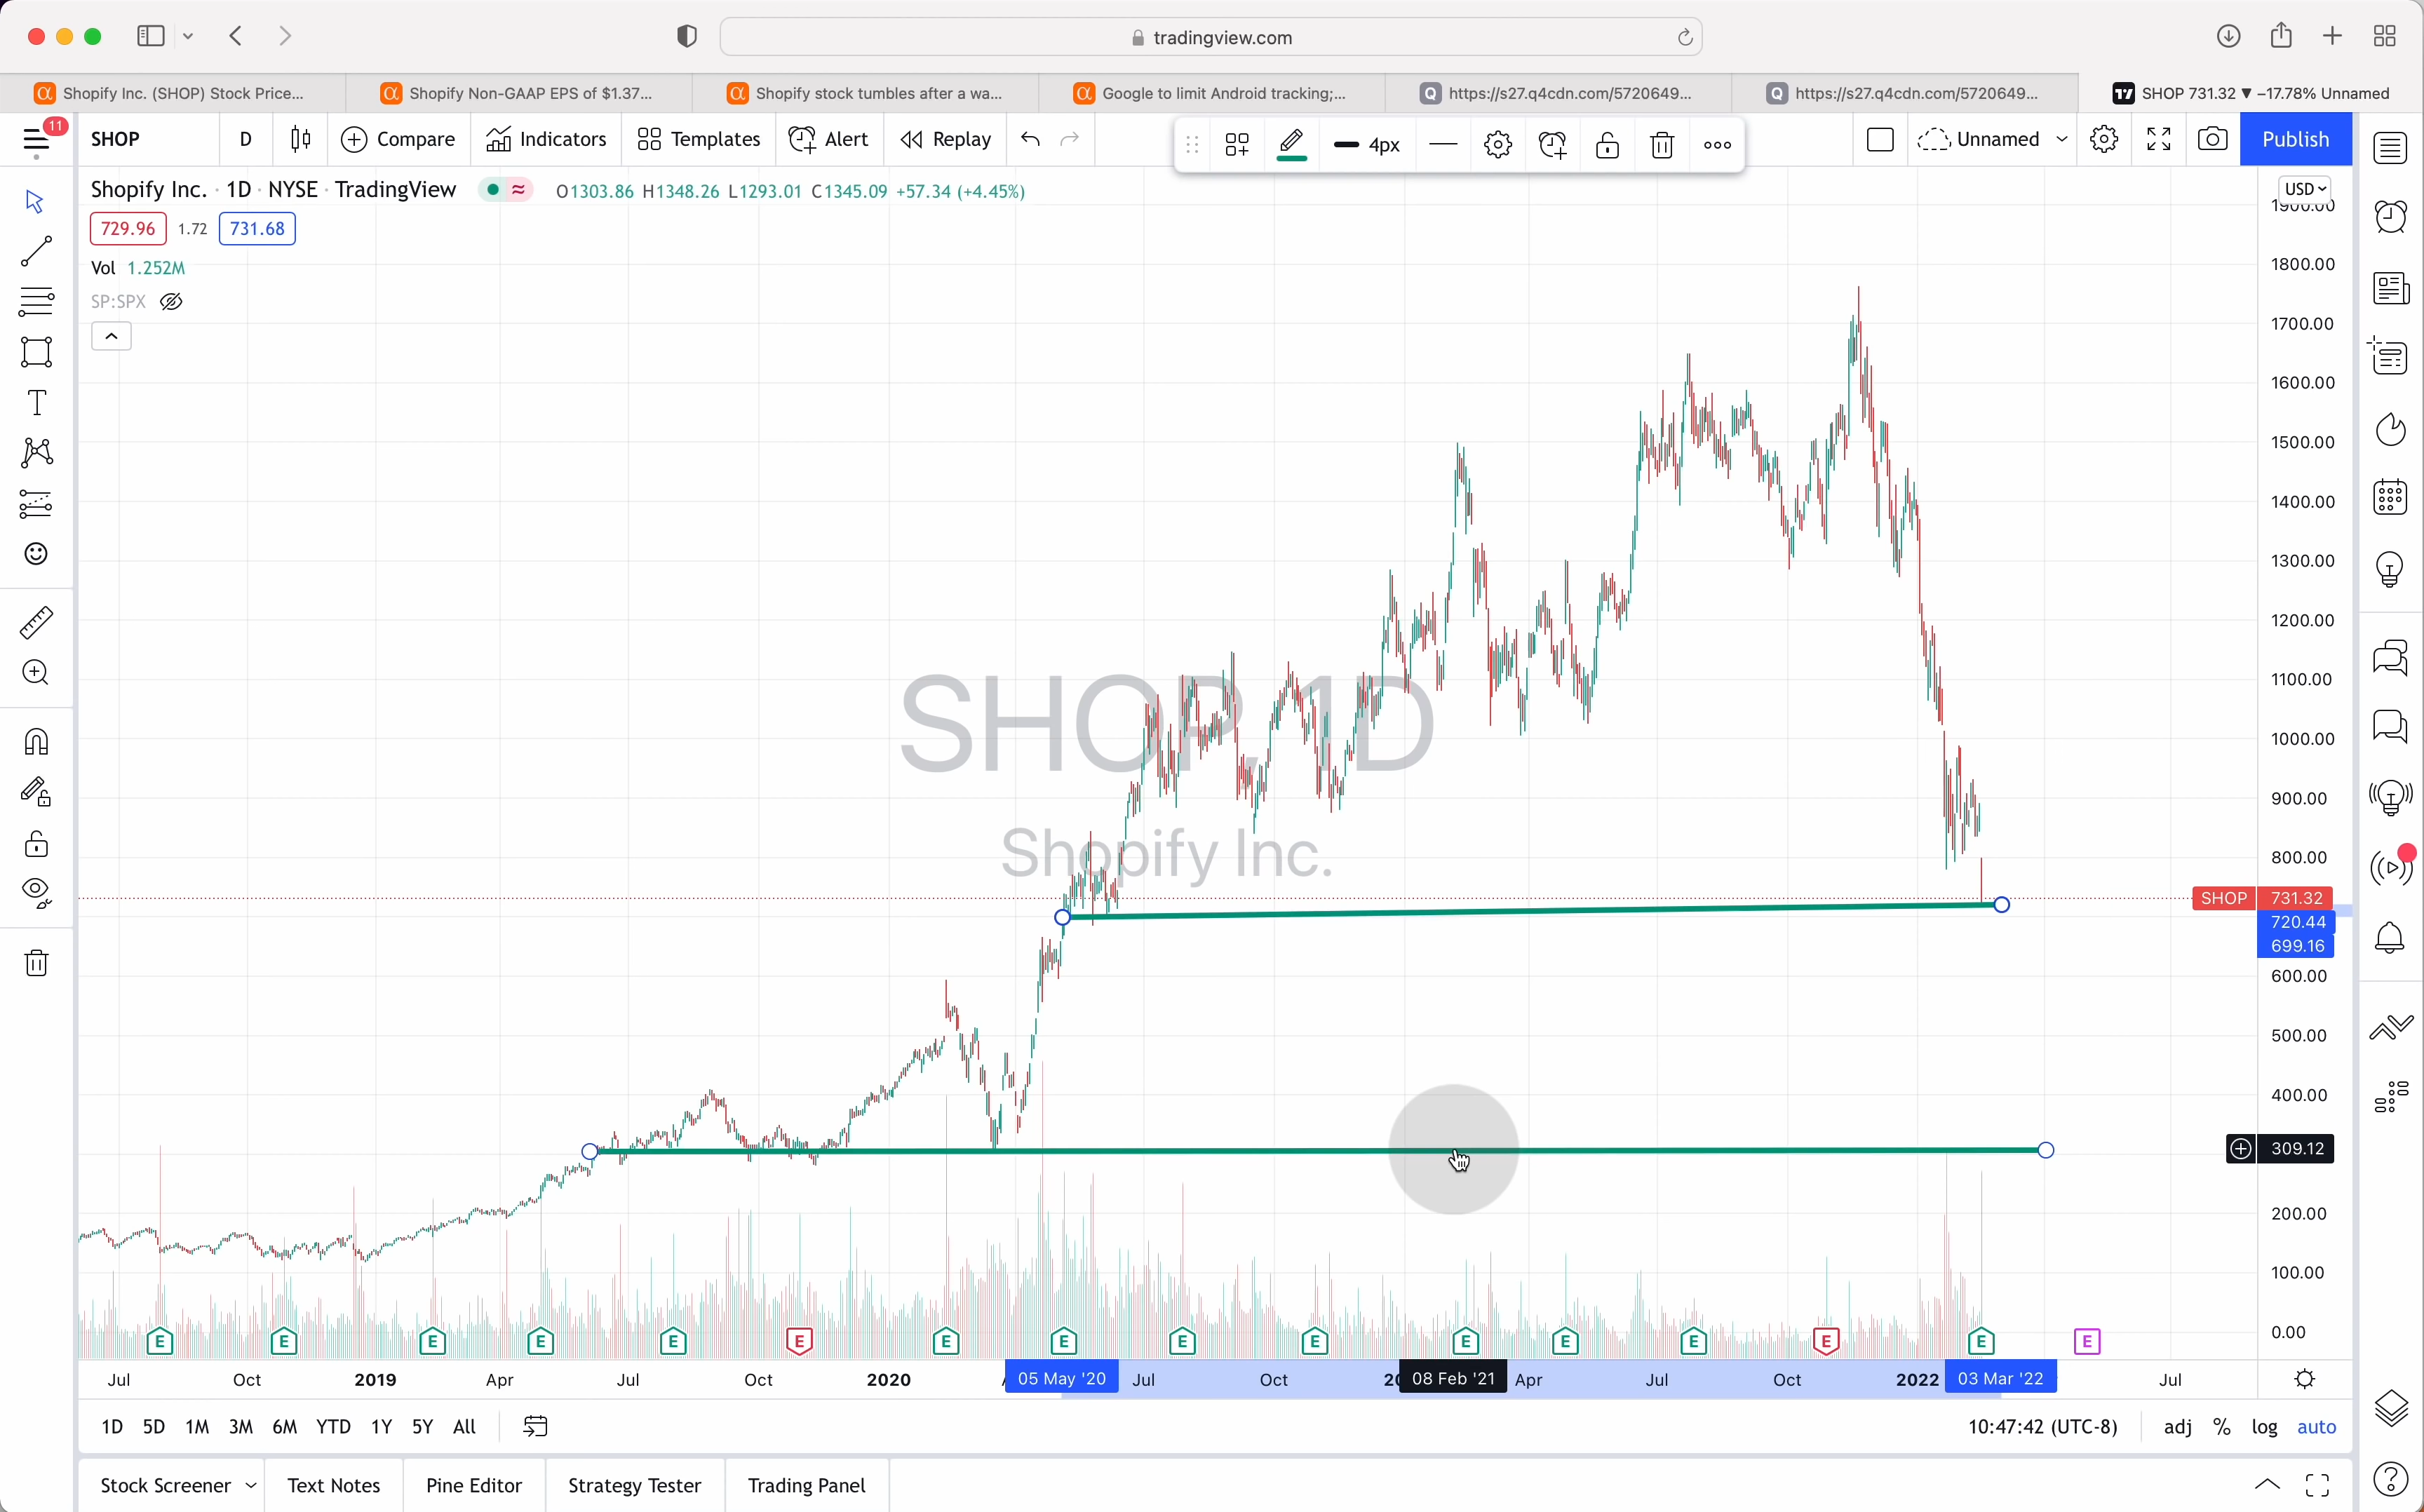 tradingview.com
Shopify Inc. (SHOP) Stock Price...
Shopify Non-GAAP EPS of $1.37...
Shopify stock tumbles after a wa...
Google to limit Android tracking;...
https://s27.q4cdn.com/5720649...
https://s27.q4cdn.com/5720649...
SHOP 731.32 ▼ −17.78% Unnamed
11
SHOP D Compare Indicators Templates Alert Replay 4px Unnamed Publish
Shopify Inc. · 1D · NYSE · TradingView O1303.86 H1348.26 L1293.01 C1345.09 +57.34 (+4.45%)
729.96 1.72 731.68
Vol 1.252M
SP:SPX
USD
1900.00
1800.00
1700.00
1600.00
1500.00
1400.00
1300.00
1200.00
1100.00
1000.00
900.00
800.00
SHOP 731.32
720.44
699.16
600.00
500.00
400.00
309.12
200.00
100.00
0.00
SHOP, 1D
Shopify Inc.
E E E E E E E E E E E E E E E E
Jul Oct 2019 Apr Jul Oct 2020 05 May '20 Jul Oct 08 Feb '21 Apr Jul Oct 2022 03 Mar '22 Jul
1D 5D 1M 3M 6M YTD 1Y 5Y All 10:47:42 (UTC-8) adj % log auto
Stock Screener Text Notes Pine Editor Strategy Tester Trading Panel